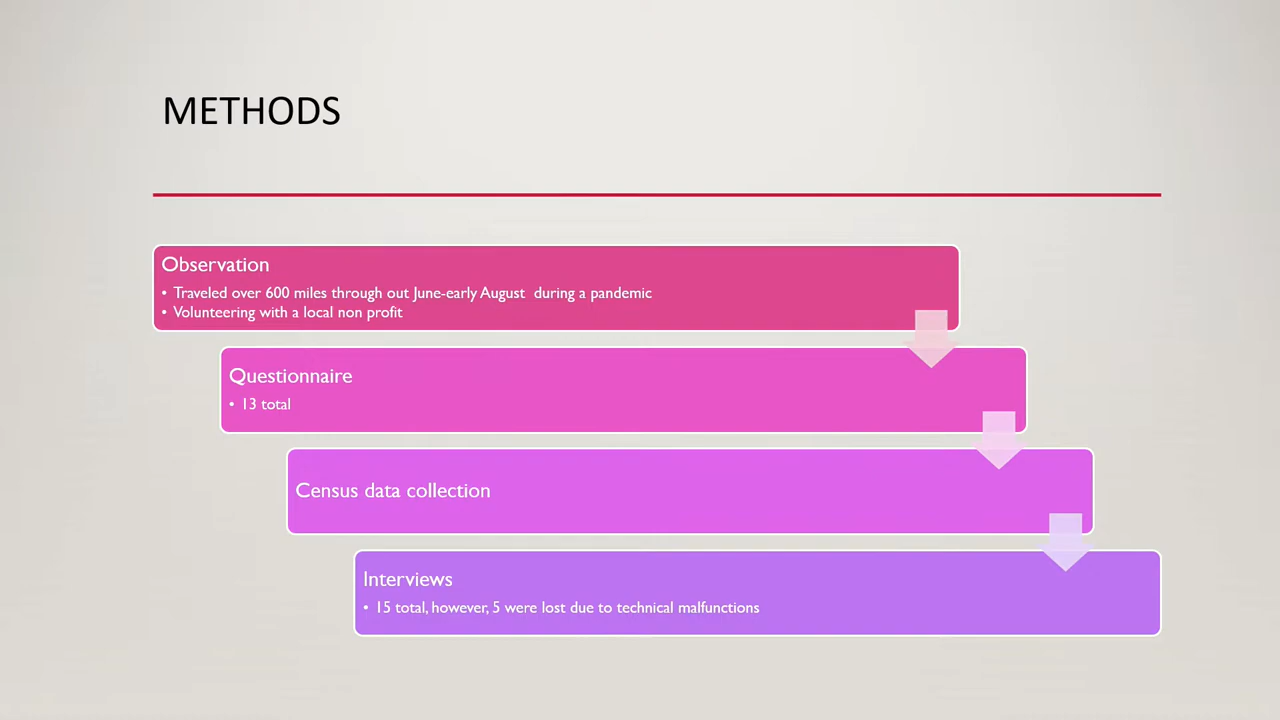 METHODS
Observation
• Traveled over 600 miles through out June-early August  during a pandemic
• Volunteering with a local non profit
Questionnaire
• 13 total
Census data collection
Interviews
• 15 total, however, 5 were lost due to technical malfunctions